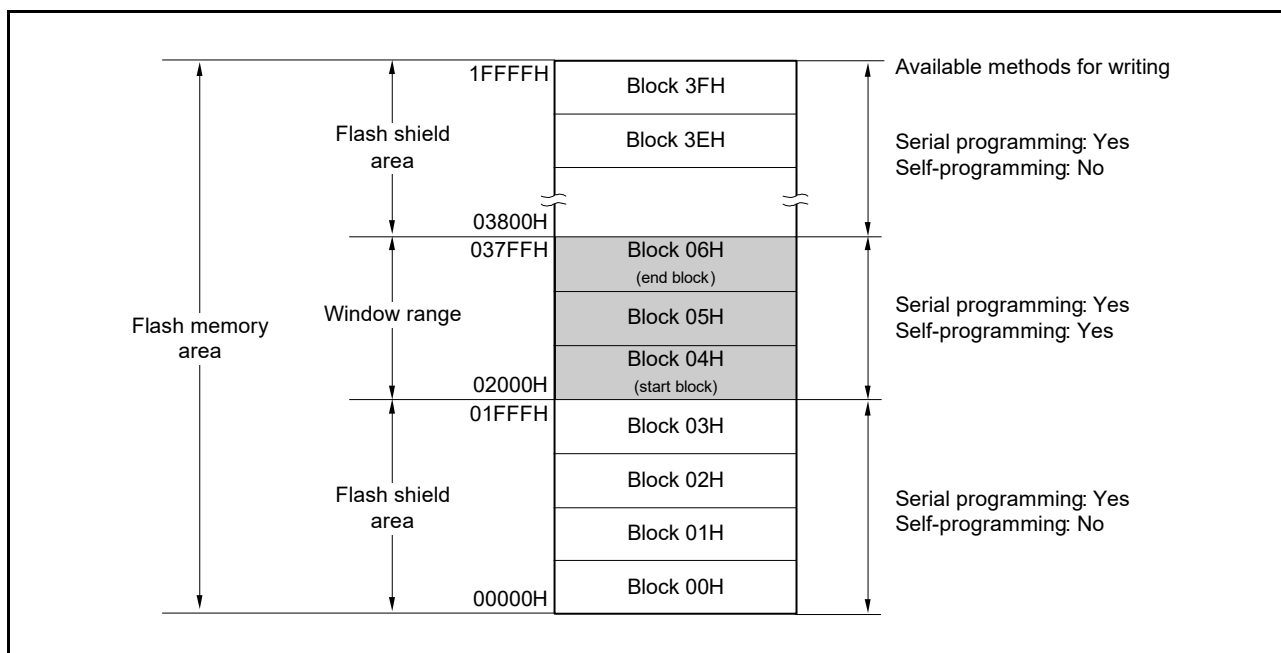 Available methods for writing
1FFFFH
Block 3FH
Flash shield
area
Block 3EH
Serial programming: Yes
Self-programming: No
03800H
037FFH
Block 06H
(end block)
Flash memory
area
Window range
Block 05H
Serial programming: Yes
Self-programming: Yes
Block 04H
(start block)
02000H
01FFFH
Block 03H
Block 02H
Flash shield
area
Serial programming: Yes
Self-programming: No
Block 01H
Block 00H
00000H